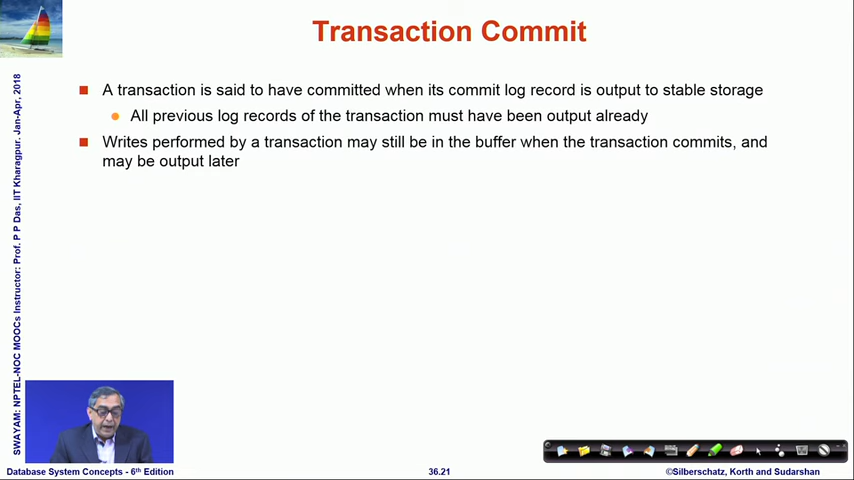 Transaction Commit
A transaction is said to have committed when its commit log record is output to stable storage
All previous log records of the transaction must have been output already
Writes performed by a transaction may still be in the buffer when the transaction commits, and
may be output later
SWAYAM: NPTEL-NOC MOOCs Instructor: Prof. P P Das, IIT Kharagpur. Jan-Apr, 2018
Database System Concepts - 6th Edition
36.21
©Silberschatz, Korth and Sudarshan